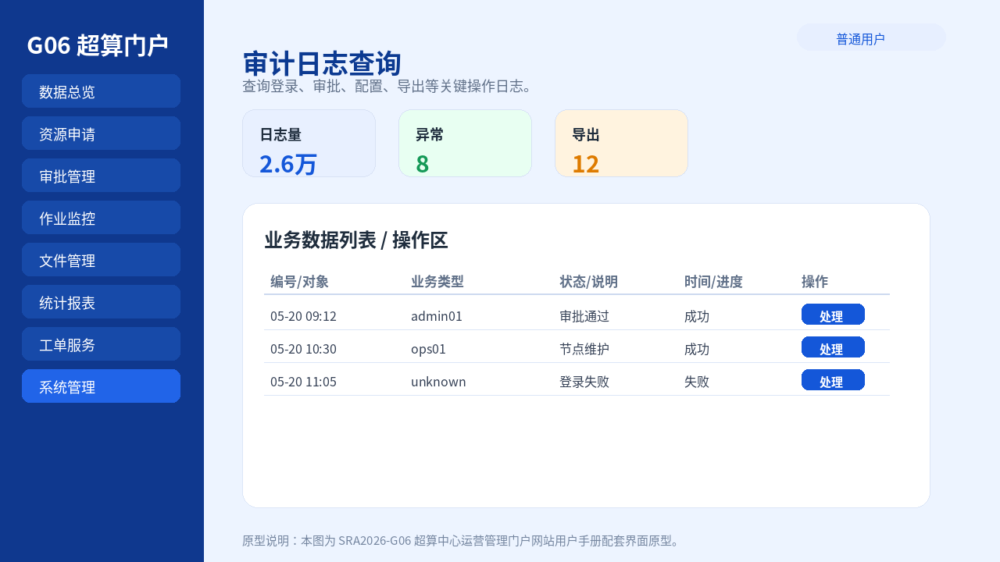 G06 超算门户
数据总览
资源申请
审批管理
作业监控
文件管理
统计报表
工单服务
系统管理
普通用户
审计日志查询
查询登录、审批、配置、导出等关键操作日志。
日志量
2.6万
异常
8
导出
12
业务数据列表 / 操作区
编号/对象 业务类型 状态/说明 时间/进度 操作
05-20 09:12 admin01 审批通过 成功 处理
05-20 10:30 ops01 节点维护 成功 处理
05-20 11:05 unknown 登录失败 失败 处理
原型说明：本图为 SRA2026-G06 超算中心运营管理门户网站用户手册配套界面原型。